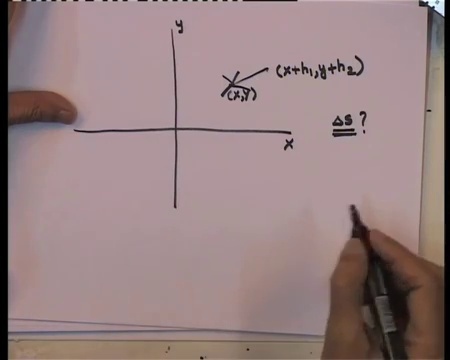 y
(x+h₁, y+h₂)
(x,y)
x
Δs?